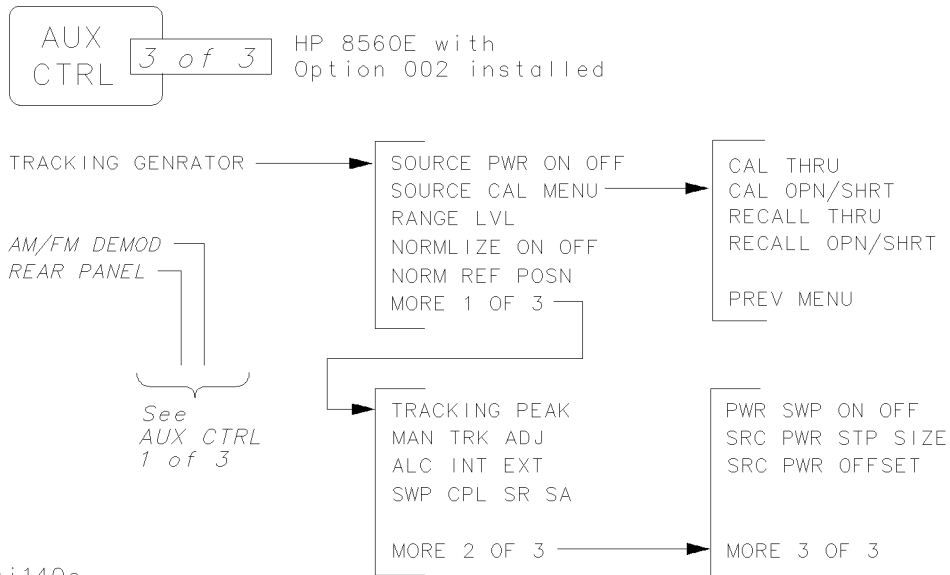 AUX
CTRL
3 of 3
HP 8560E with
Option 002 installed
TRACKING GENRATOR
AM/FM DEMOD
REAR PANEL
See
AUX CTRL
1 of 3
SOURCE PWR ON OFF
SOURCE CAL MENU
RANGE LVL
NORMLIZE ON OFF
NORM REF POSN
MORE 1 OF 3
CAL THRU
CAL OPN/SHRT
RECALL THRU
RECALL OPN/SHRT
PREV MENU
TRACKING PEAK
MAN TRK ADJ
ALC INT EXT
SWP CPL SR SA
MORE 2 OF 3
PWR SWP ON OFF
SRC PWR STP SIZE
SRC PWR OFFSET
MORE 3 OF 3